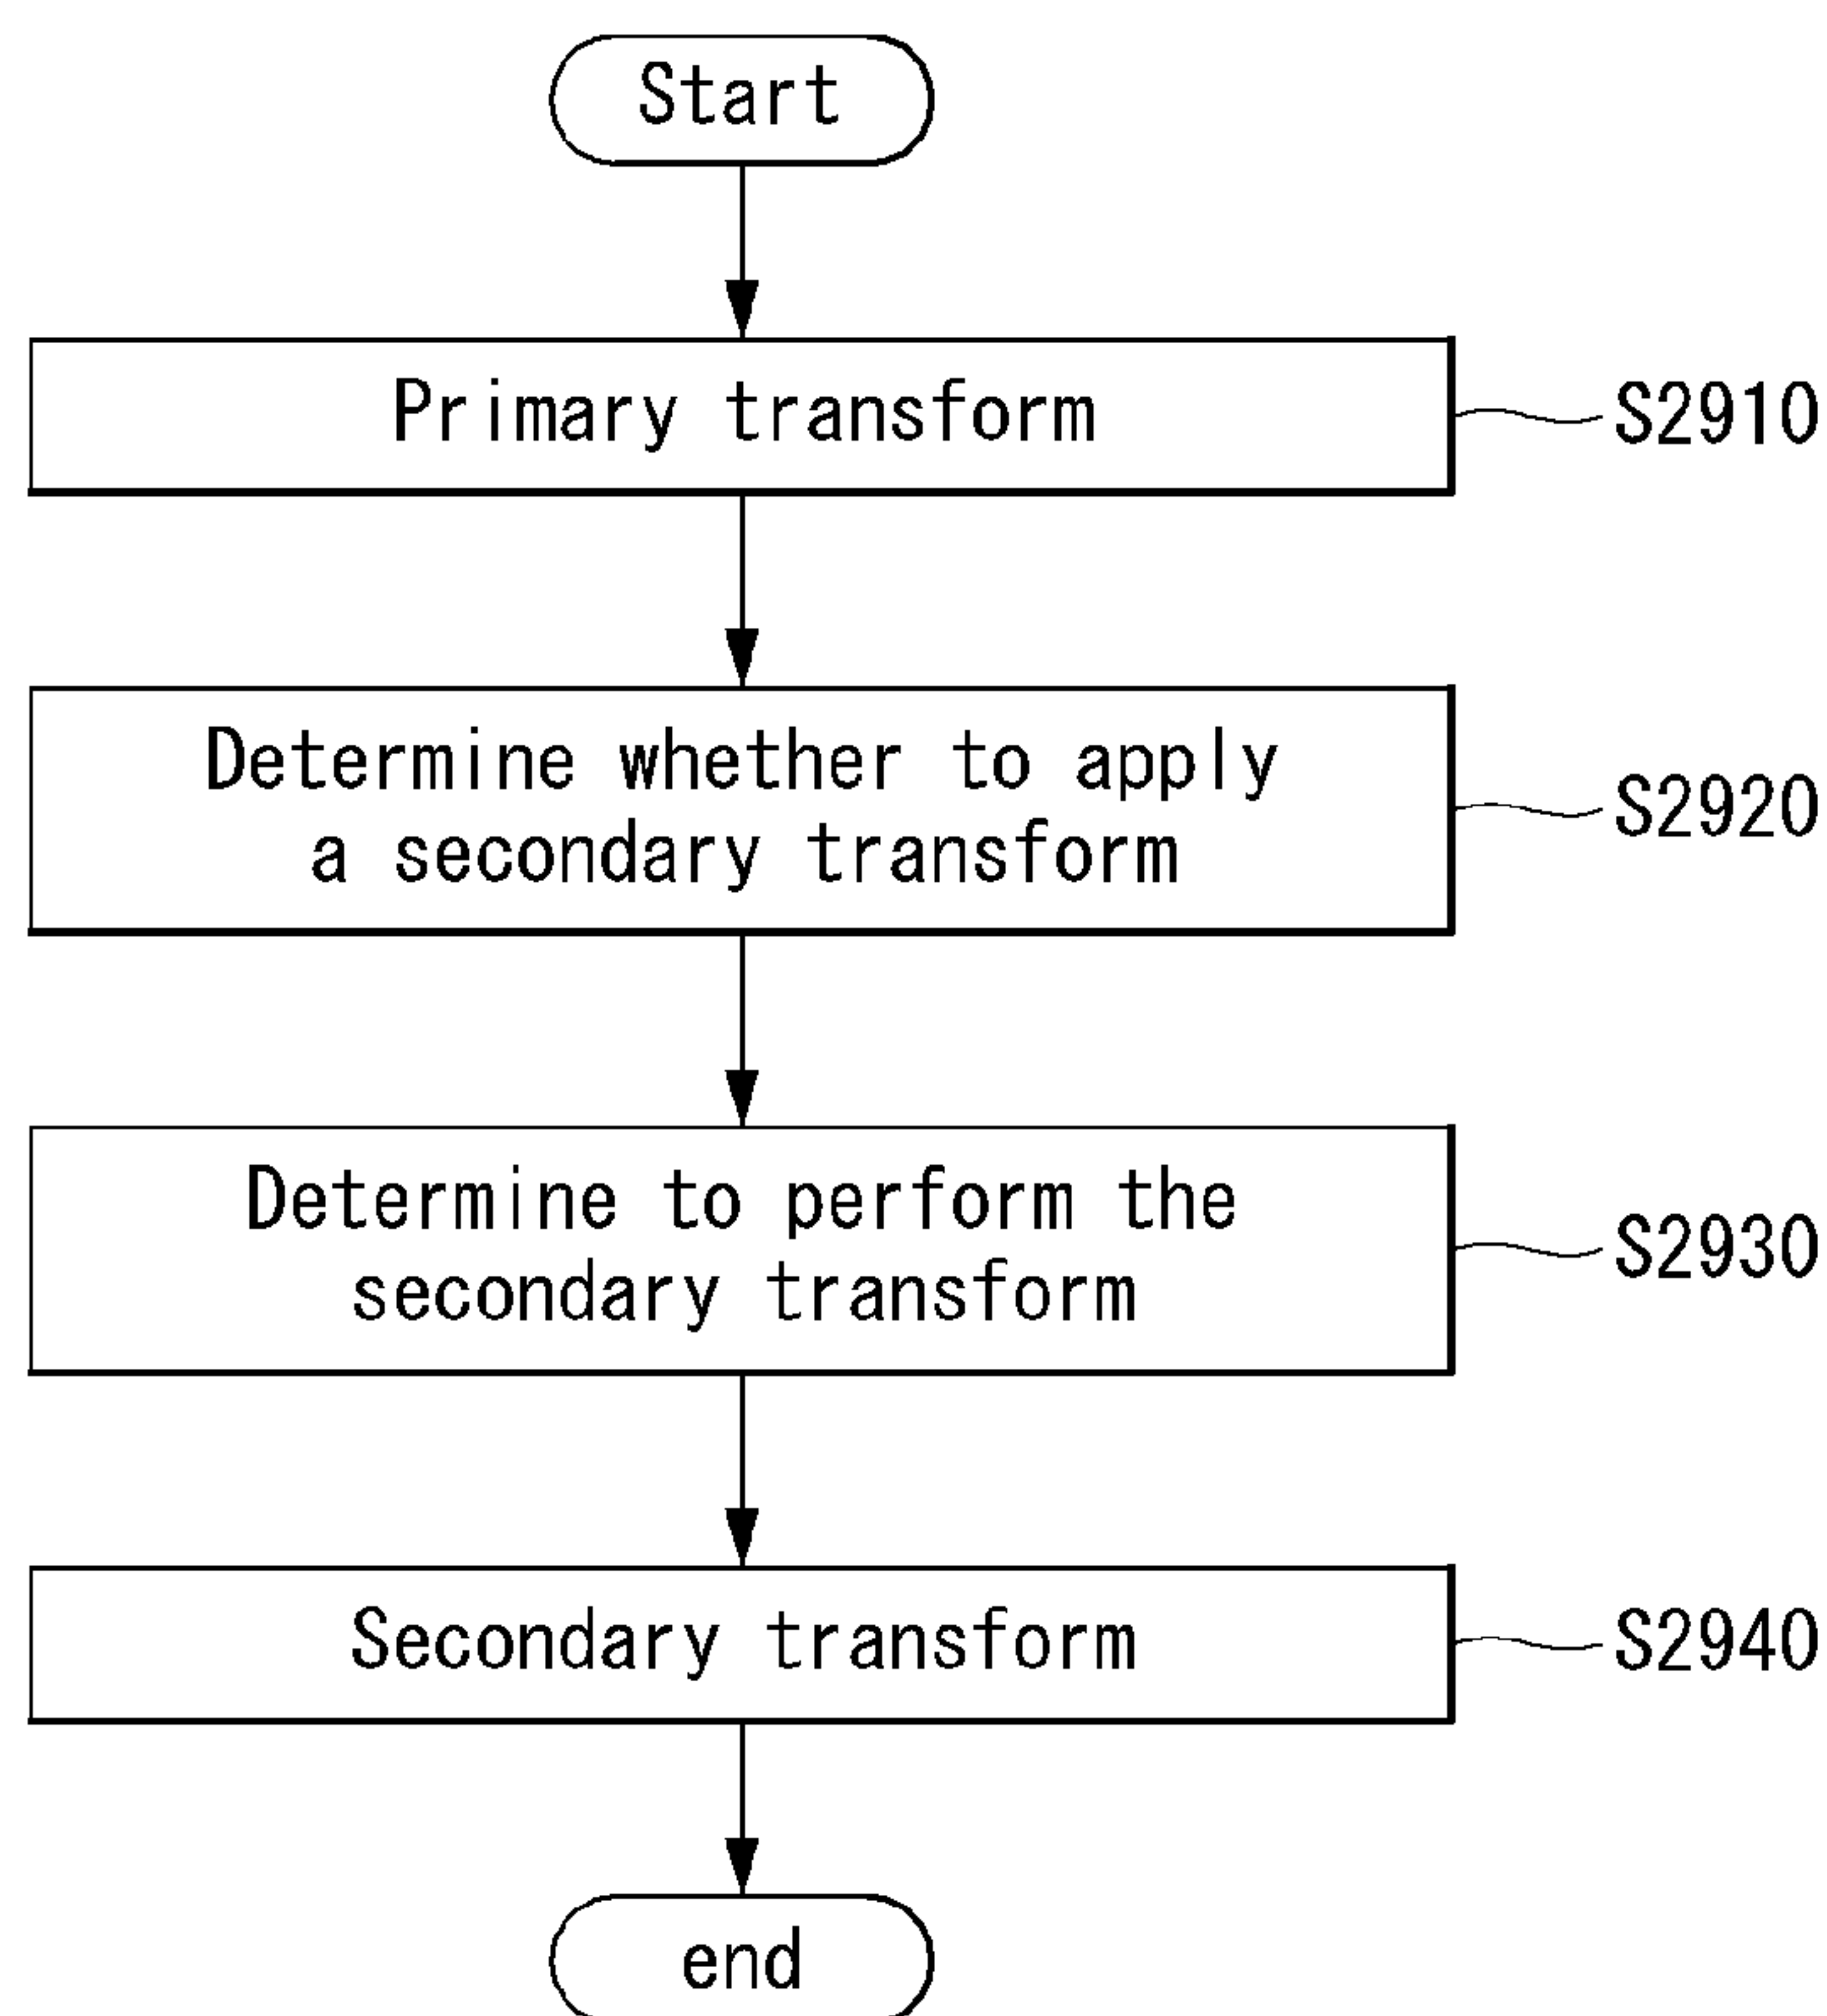 Start
Primary transform
S2910
Determine whether to apply
a secondary transform
S2920
Determine to perform the
secondary transform
S2930
Secondary transform
S2940
end